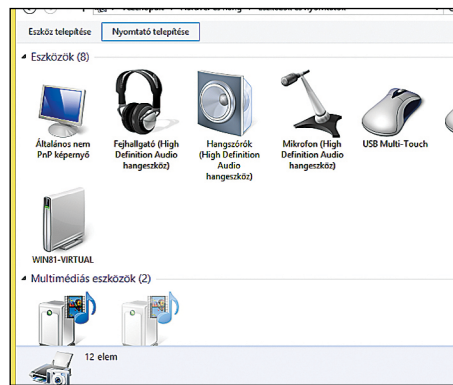 Eszköz telepítése Nyomtató telepítése
Eszközök (8)
Általános nem
PnP képernyő
Fejhallgató (High
Definition Audio
hangeszköz)
Hangszórók
(High Definition
Audio
hangeszköz)
Mikrofon (High
Definition Audio
hangeszköz)
USB Multi-Touch
WIN81-VIRTUAL
Multimédiás eszközök (2)
12 elem